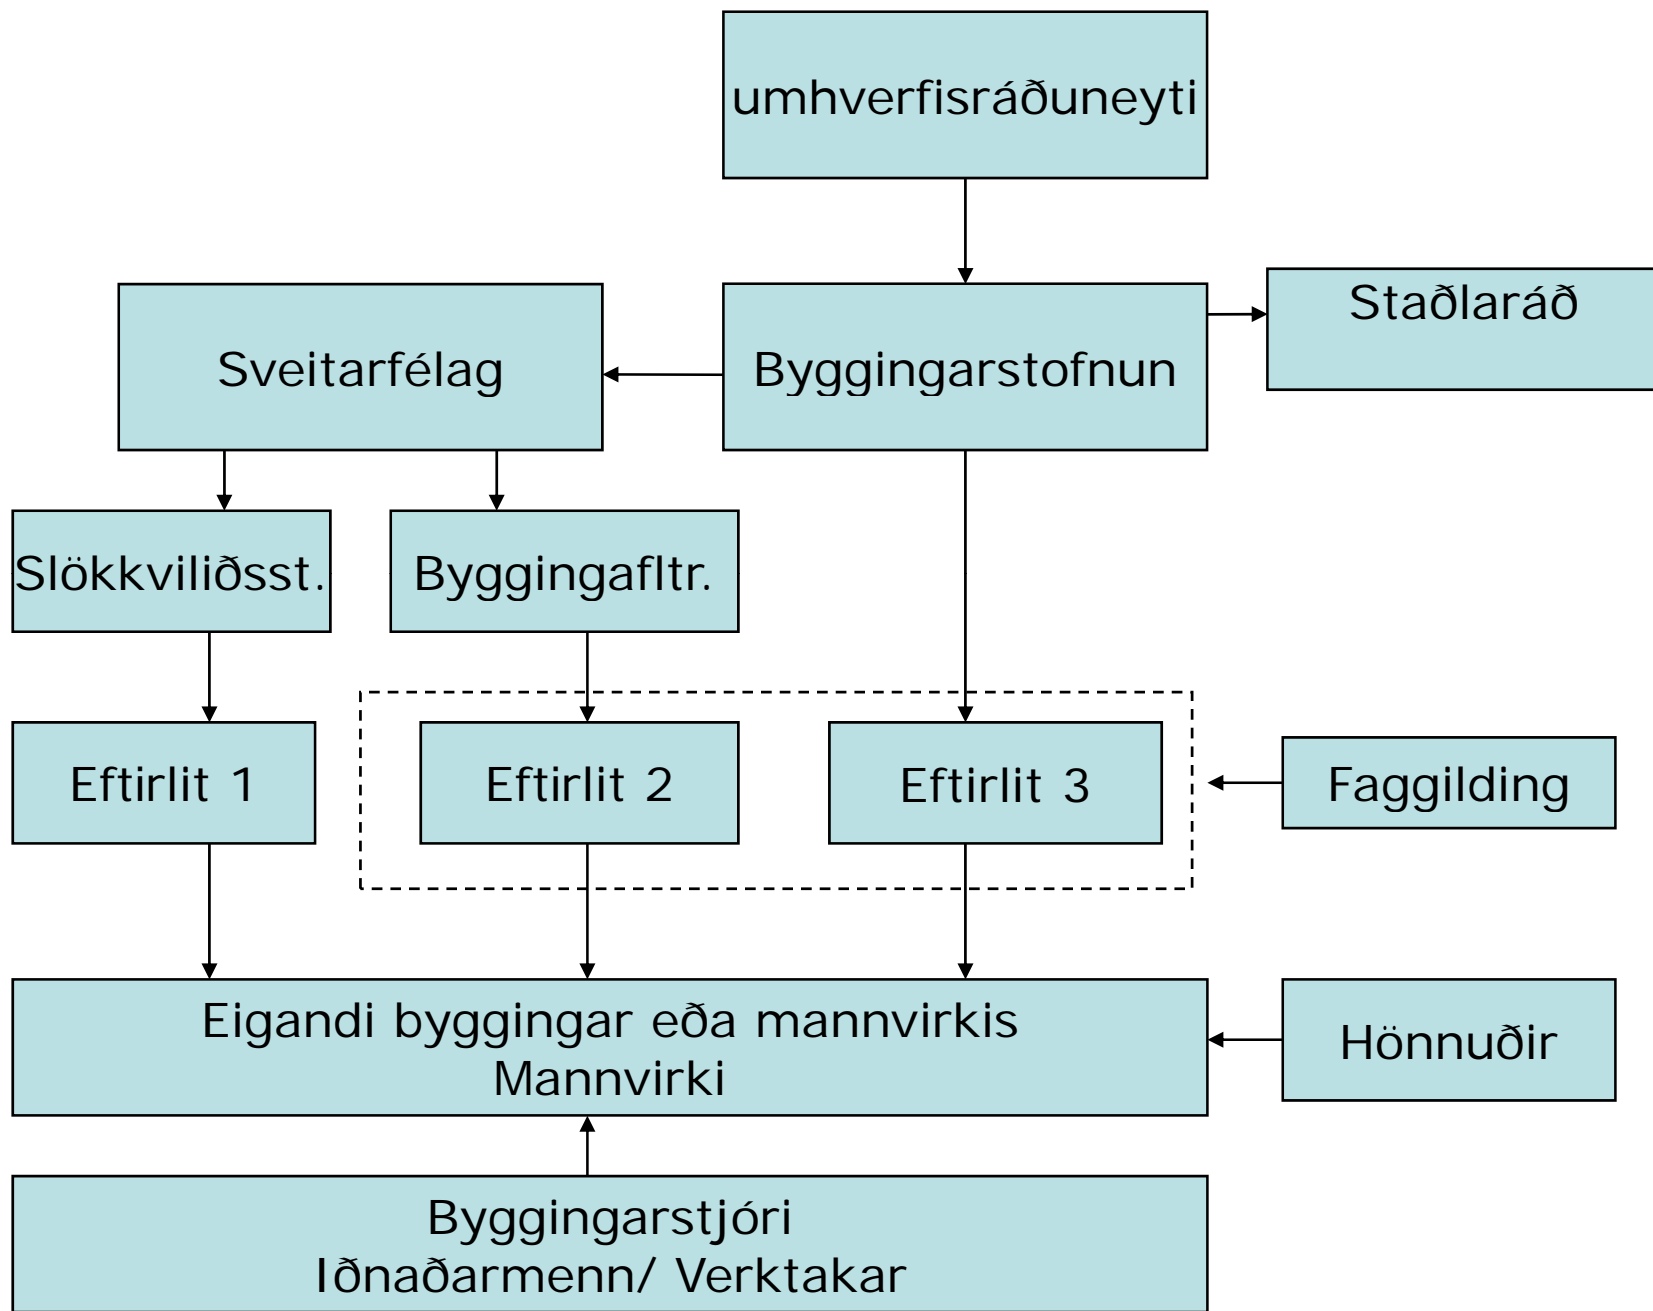 umhverfisráðuneyti
Staðlaráð
Sveitarfélag
Byggingarstofnun
Slökkviliðsst.
Byggingafltr.
Eftirlit 1
Eftirlit 2
Eftirlit 3
Faggilding
Eigandi byggingar eða mannvirkis
Mannvirki
Hönnuðir
Byggingarstjóri
Iðnaðarmenn/ Verktakar